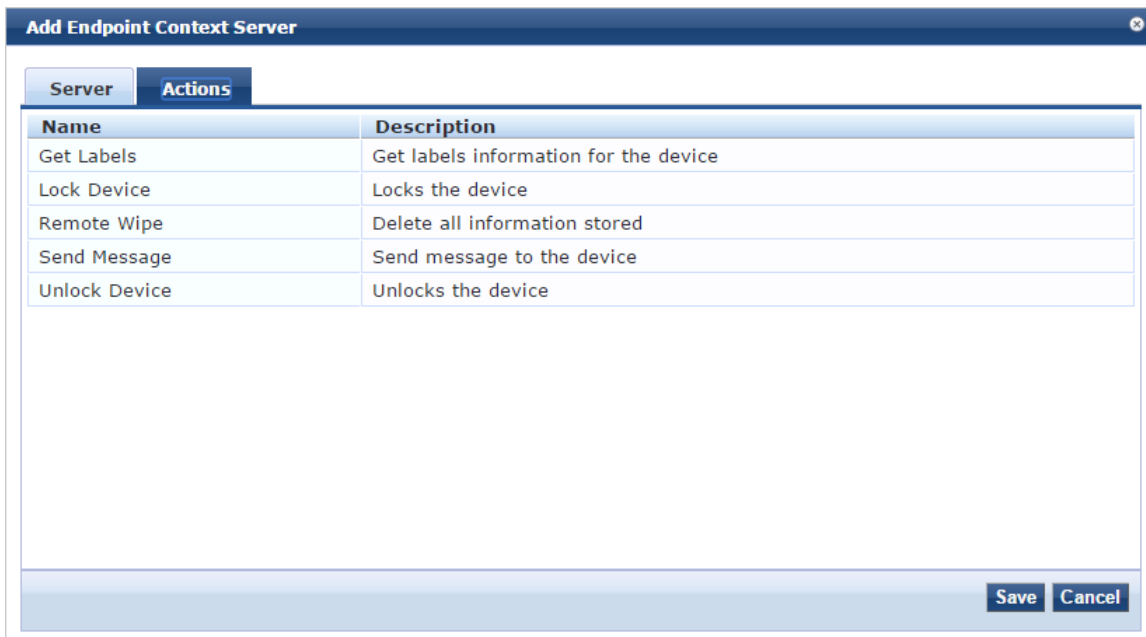 Add Endpoint Context Server
Server Actions
Name Description
Get Labels Get labels information for the device
Lock Device Locks the device
Remote Wipe Delete all information stored
Send Message Send message to the device
Unlock Device Unlocks the device
Save Cancel